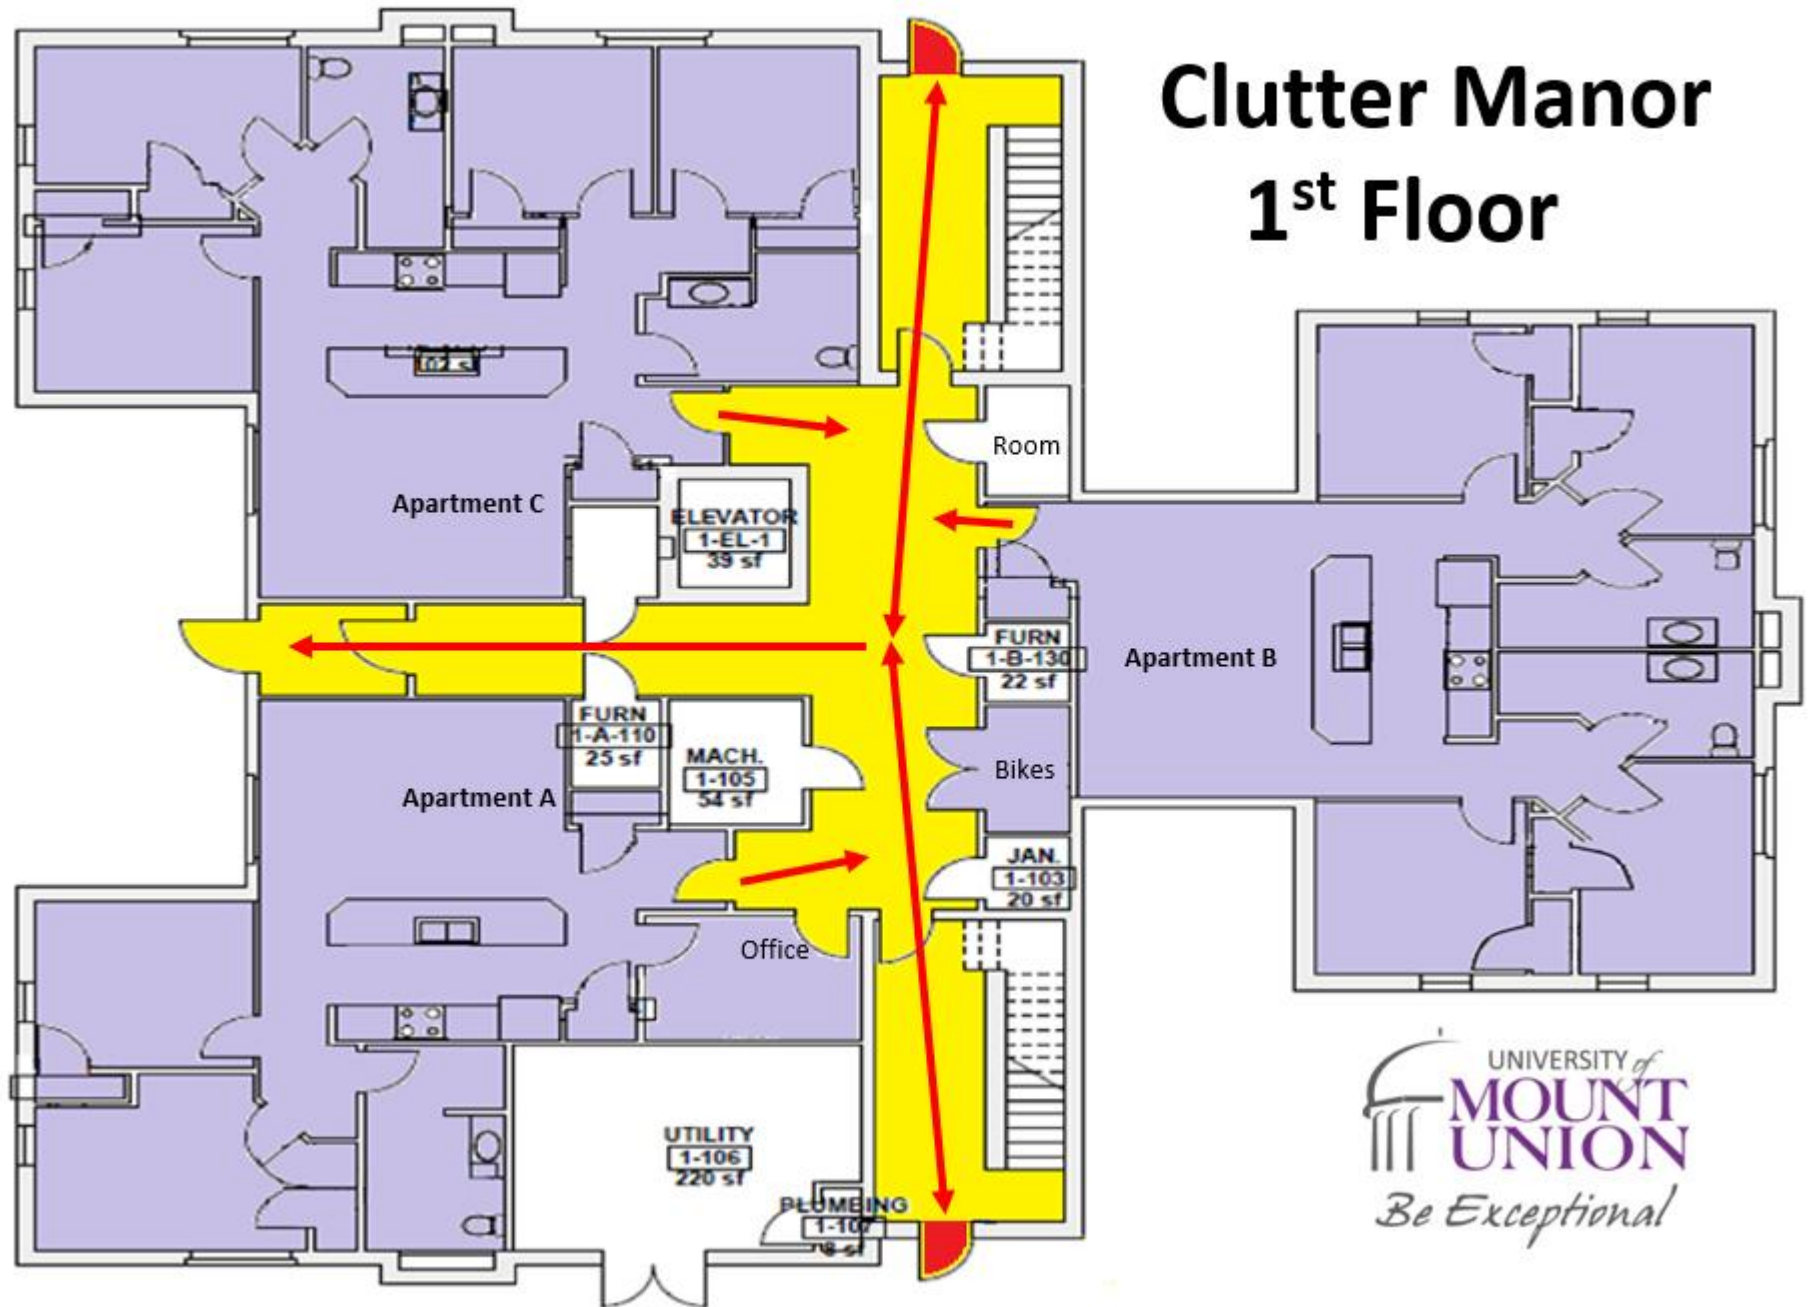 Clutter Manor
1st Floor
Room
Apartment C
ELEVATOR
1-EL-1
39 sf
FURN
1-B-130
22 sf
Apartment B
FURN
1-A-110
25 sf
MACH.
1-105
54 sf
Bikes
Apartment A
JAN.
1-103
20 sf
Office
UTILITY
1-106
220 sf
PLUMBING
1-107
8 sf
UNIVERSITY of
MOUNT
UNION
Be Exceptional